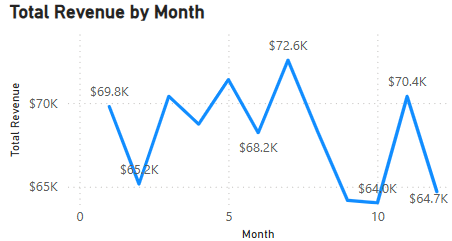 Total Revenue by Month
$72.6K
$69.8K
$70.4K
$70K
$68.2K
$65.2K
$65K
$64.0K
$64.7K
Total Revenue
0
5
10
Month